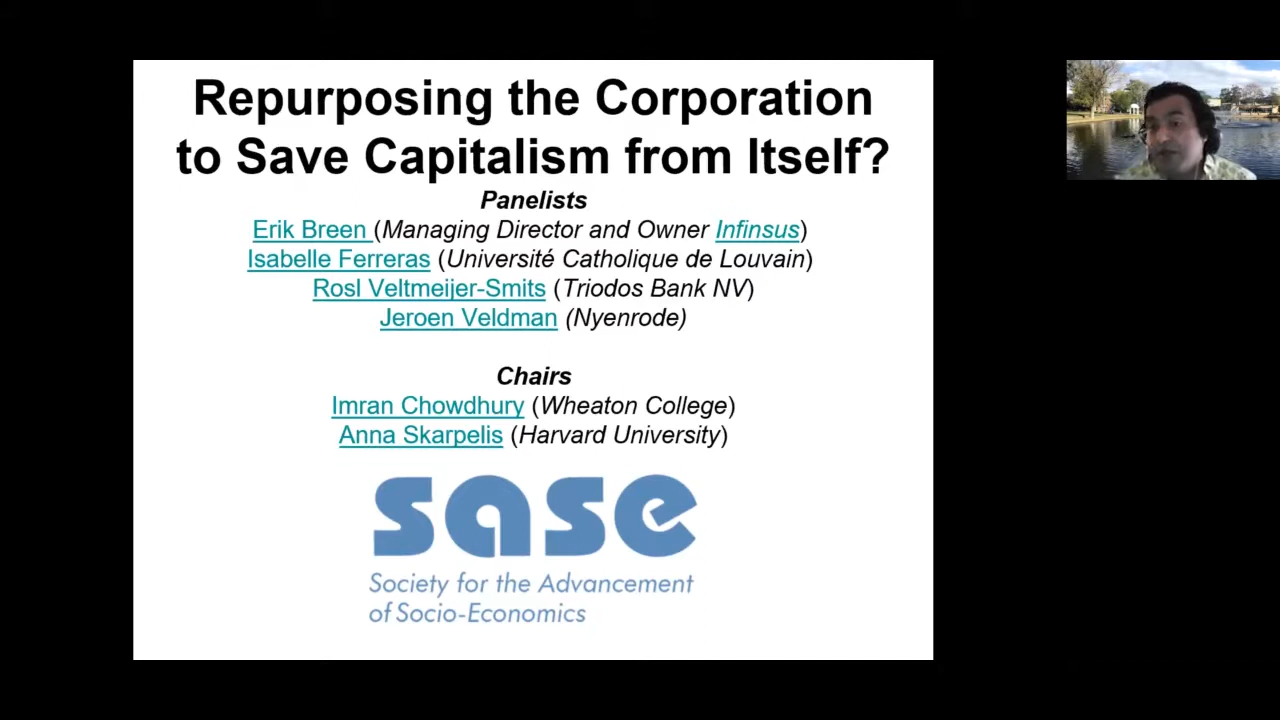 Repurposing the Corporation
to Save Capitalism from Itself?
Panelists
Erik Breen (Managing Director and Owner Infinsus)
Isabelle Ferreras (Université Catholique de Louvain)
Rosl Veltmeijer-Smits (Triodos Bank NV)
Jeroen Veldman (Nyenrode)
Chairs
Imran Chowdhury (Wheaton College)
Anna Skarpelis (Harvard University)
sase
Society for the Advancement
of Socio-Economics